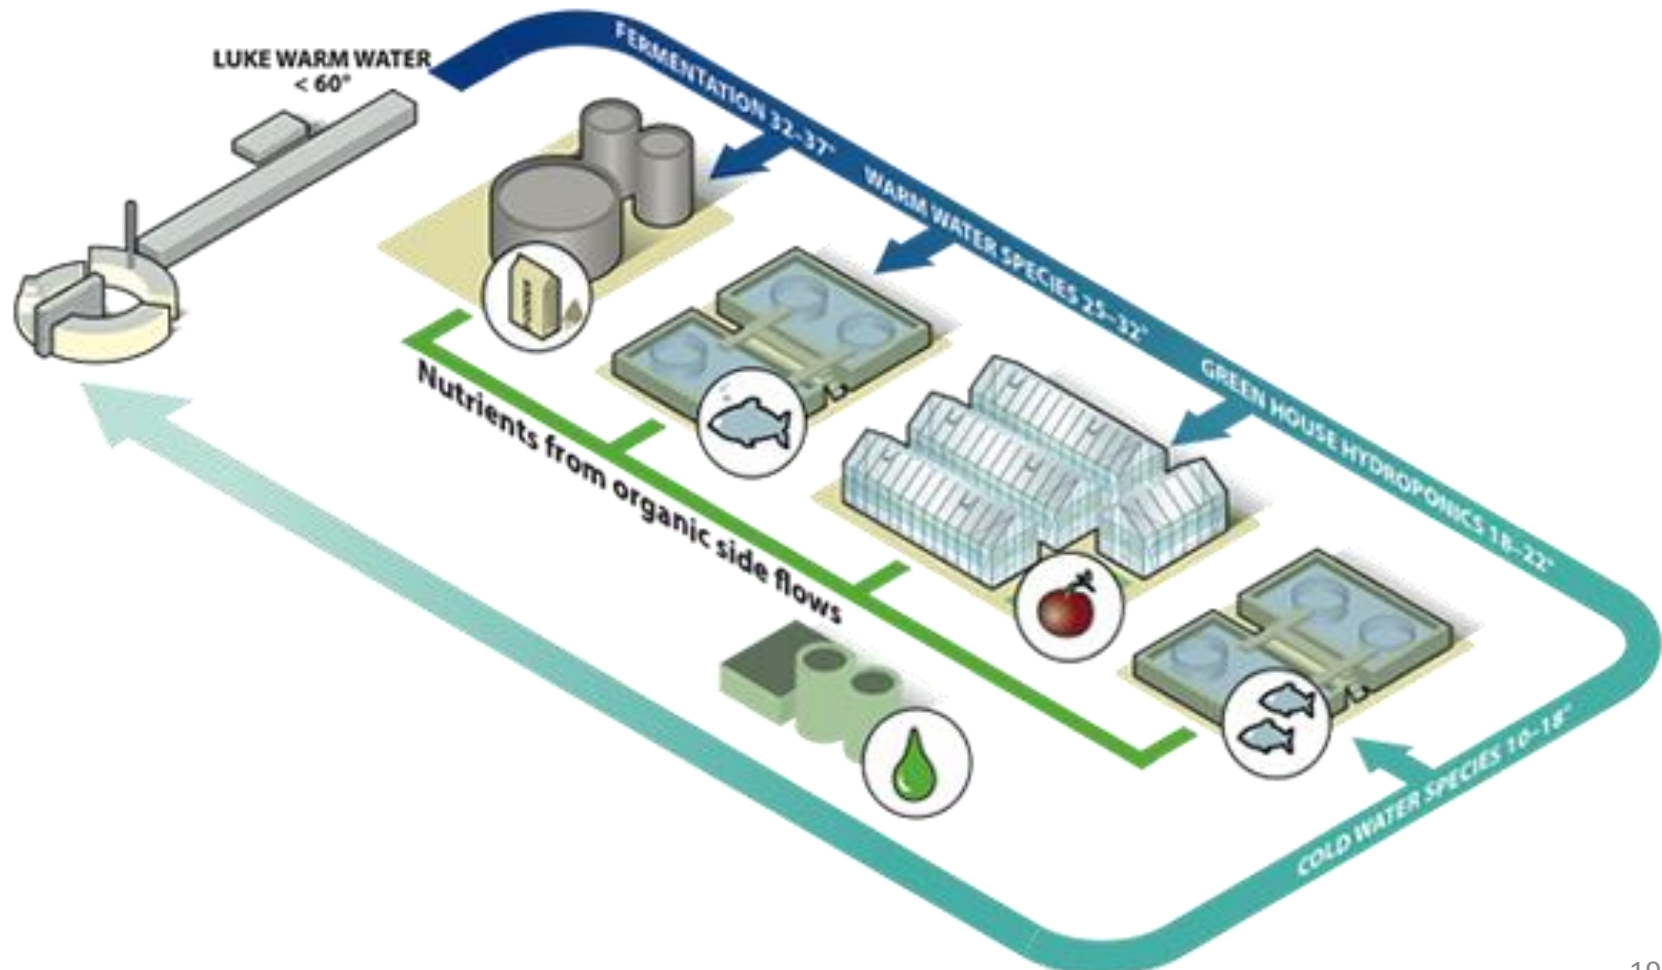 LUKE WARM WATER
< 60°
FERMENTATION 32–37°
WARM WATER SPECIES 25–32°
GREEN HOUSE HYDROPONICS 18–22°
COLD WATER SPECIES 10–18°
Nutrients from organic side flows